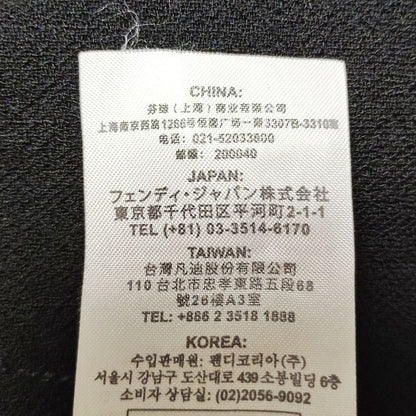 CHINA:
芬迪（上海）商业有限公司
上海南京西路1266号恒隆广场一期3307B-3310室
电话: 021-52033800
邮编: 200040
JAPAN:
フェンディ・ジャパン株式会社
東京都千代田区平河町2-1-1
TEL (+81) 03-3514-6170
TAIWAN:
台灣凡迪股份有限公司
110 台北市忠孝東路五段68
號26樓A3室
TEL: +886 2 3518 1888
KOREA:
수입판매원: 펜디코리아(주)
서울시 강남구 도산대로 439소봉빌딩 6층
소비자 상담실: (02)2056-9092